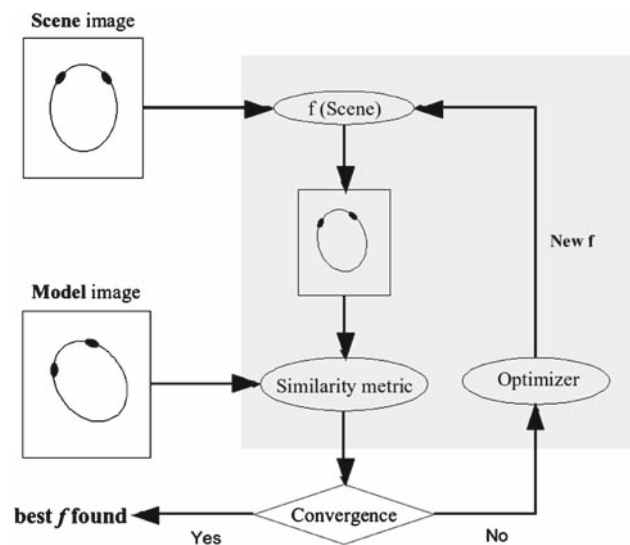 Scene image
f (Scene)
New f
Model image
Similarity metric
Optimizer
Convergence
best f found
Yes
No